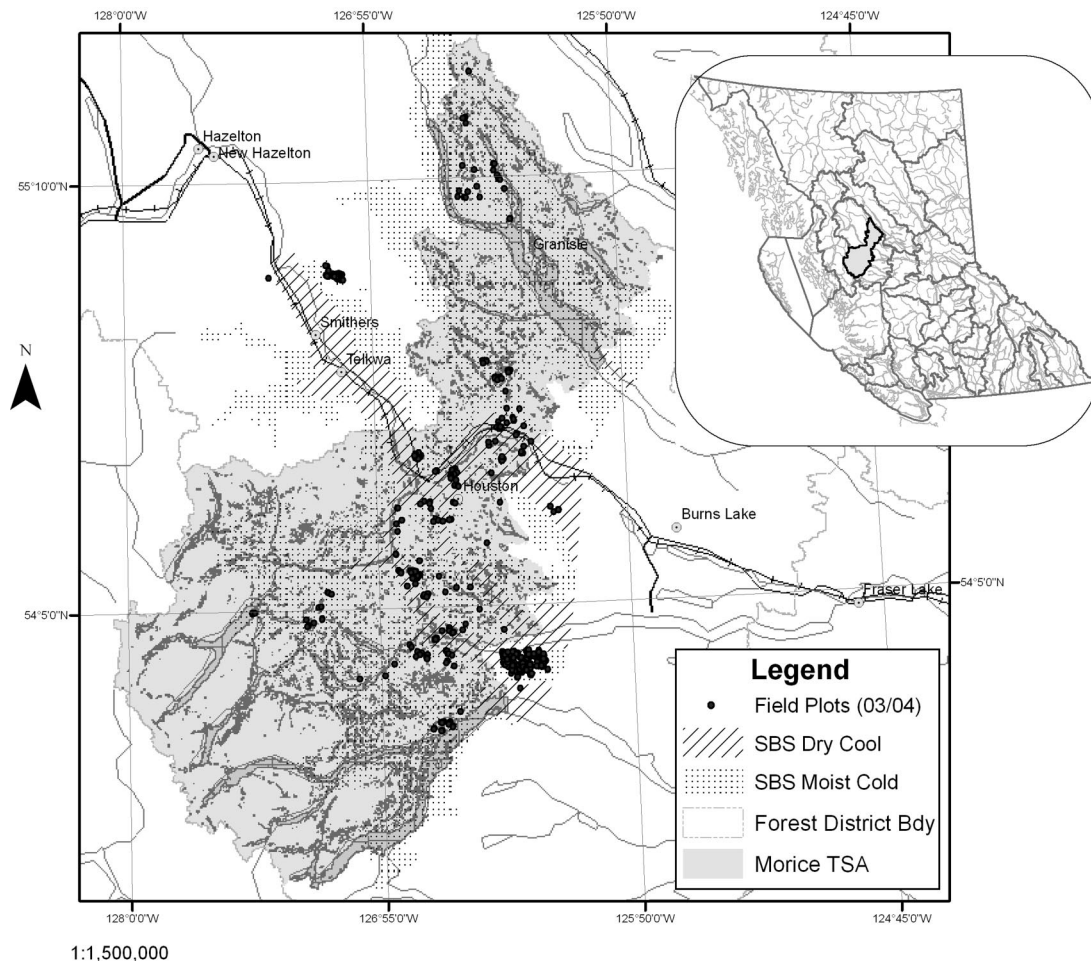 128°0'0"W 126°55'0"W 125°50'0"W 124°45'0"W
Hazelton
New Hazelton
55°10'0"N
Granisle
Smithers
Telkwa
N
Houston
Burns Lake
54°5'0"N
Fraser Lake
54°5'0"N
Legend
Field Plots (03/04)
SBS Dry Cool
SBS Moist Cold
Forest District Bdy
Morice TSA
128°0'0"W 126°55'0"W 125°50'0"W 124°45'0"W
1:1,500,000